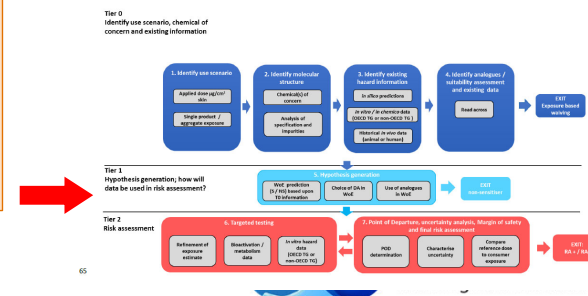 Tier 0
Identify use scenario, chemical of
concern and existing information
1. Identify use scenario
Applied dose µg/cm²
skin
Single product /
aggregate exposure
2. Identify molecular
structure
Chemical(s) of
concern
Analysis of
specification and
impurities
3. Identify existing
hazard information
In silico predictions
In vitro / in chemico data
(OECD TG or non-OECD TG )
Historical in vivo data
(animal or human)
4. Identify analogues /
suitability assessment
and existing data
Read across
EXIT
Exposure based
waiving
Tier 1
Hypothesis generation; how will
data be used in risk assessment?
5. Hypothesis generation
WoE prediction
(S / NS) based upon
T0 information
Choice of DA in
WoE
Use of analogues
in WoE
EXIT
non-sensitiser
Tier 2
Risk assessment
6. Targeted testing
Refinement of
exposure
estimate
Bioactivation /
metabolism
data
In vitro hazard
data
(OECD TG or
non-OECD TG)
7. Point of Departure, uncertainty analysis, Margin of safety
and final risk assessment
POD
determination
Characterise
uncertainty
Compare
reference dose
to consumer
exposure
EXIT:
RA + / RA
65